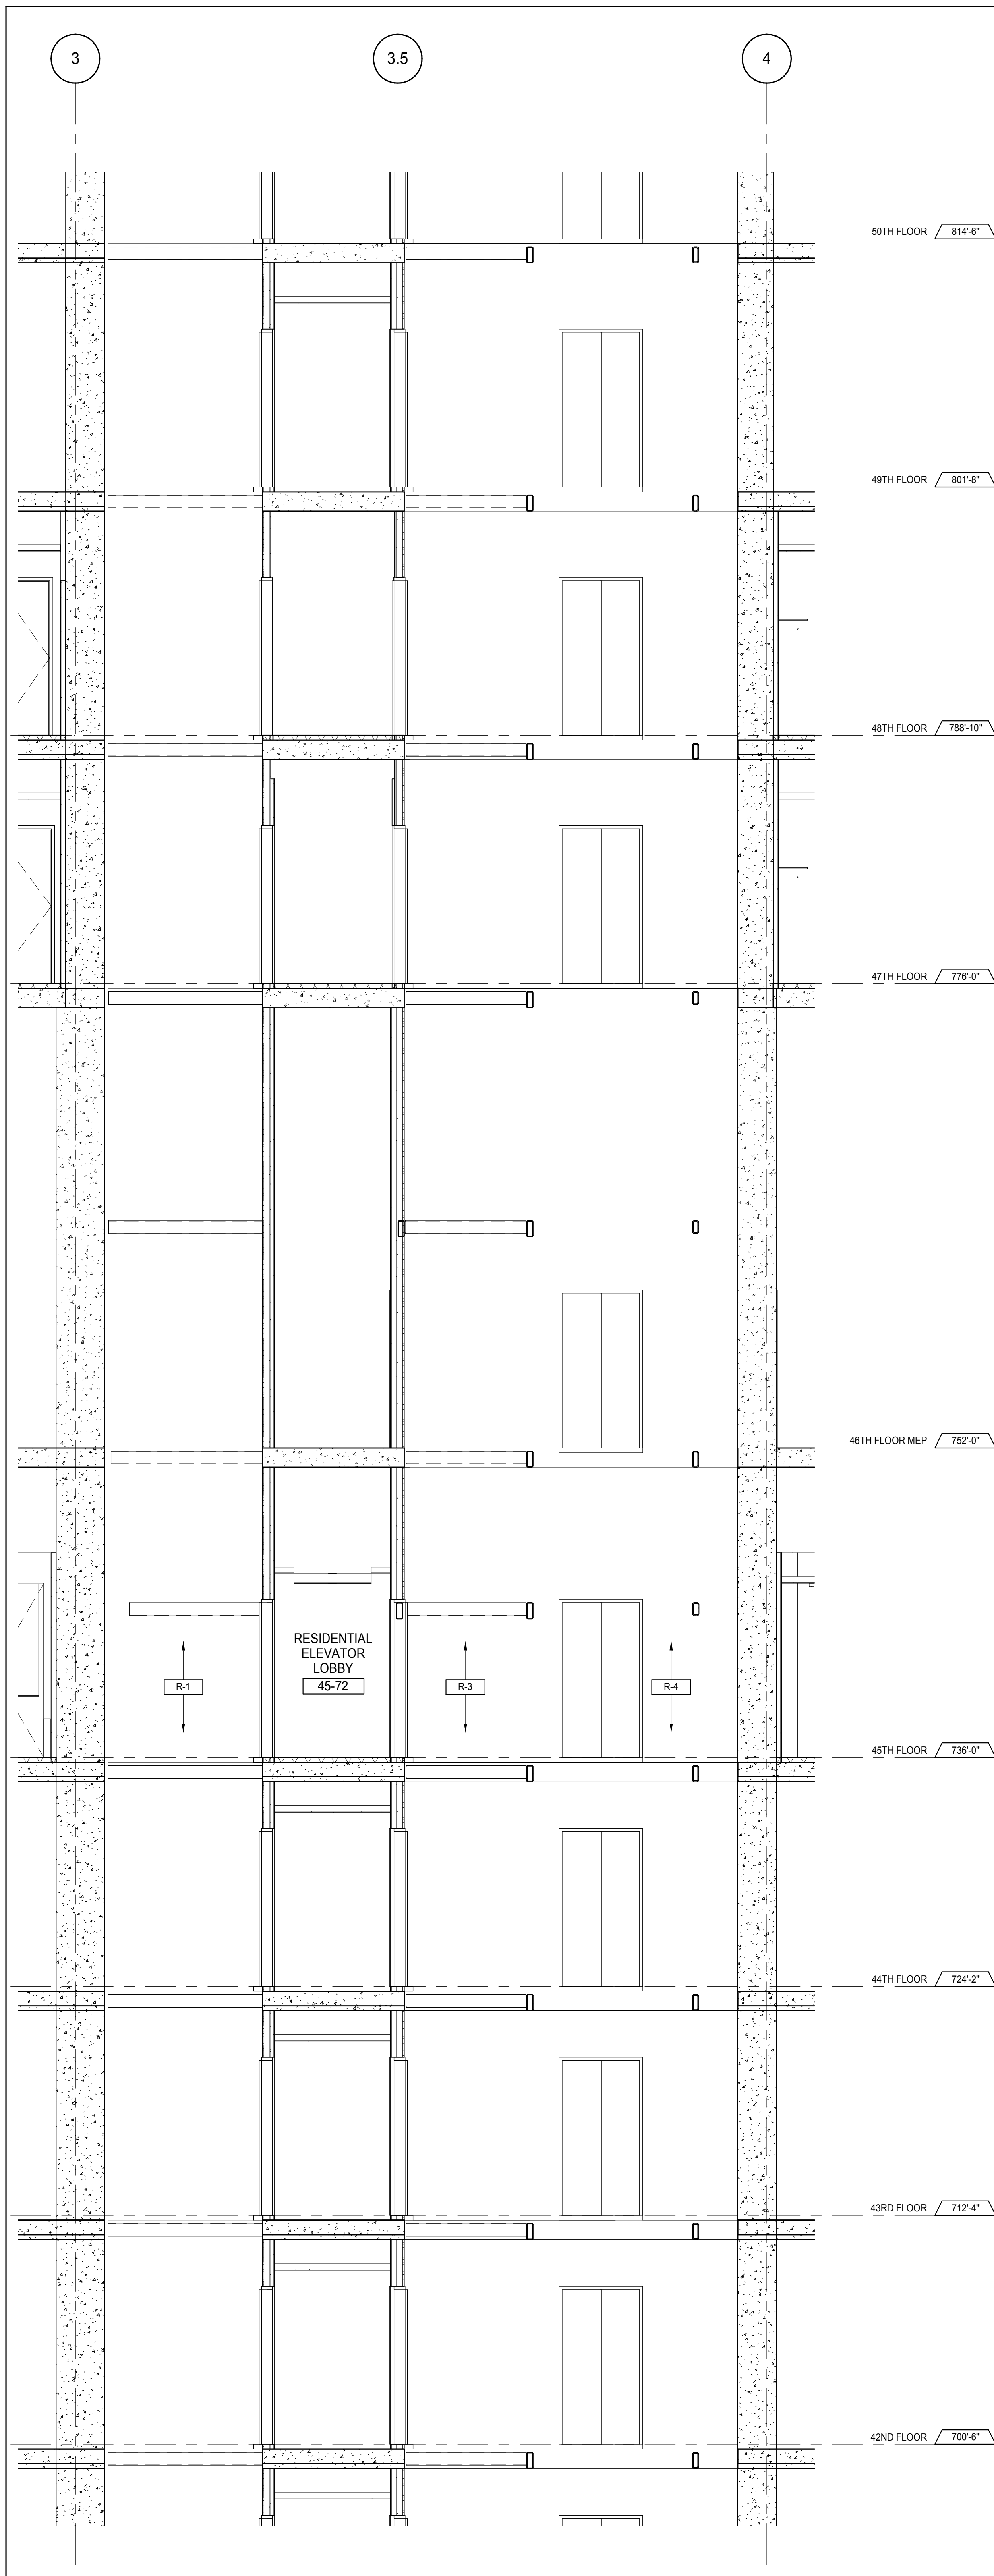 3
3.5
4
50TH FLOOR 814'-6"
49TH FLOOR 801'-8"
48TH FLOOR 788'-10"
47TH FLOOR 776'-0"
46TH FLOOR MEP 752'-0"
RESIDENTIAL
ELEVATOR
LOBBY
45-72
R-1
R-3
R-4
45TH FLOOR 736'-0"
44TH FLOOR 724'-2"
43RD FLOOR 712'-4"
42ND FLOOR 700'-6"